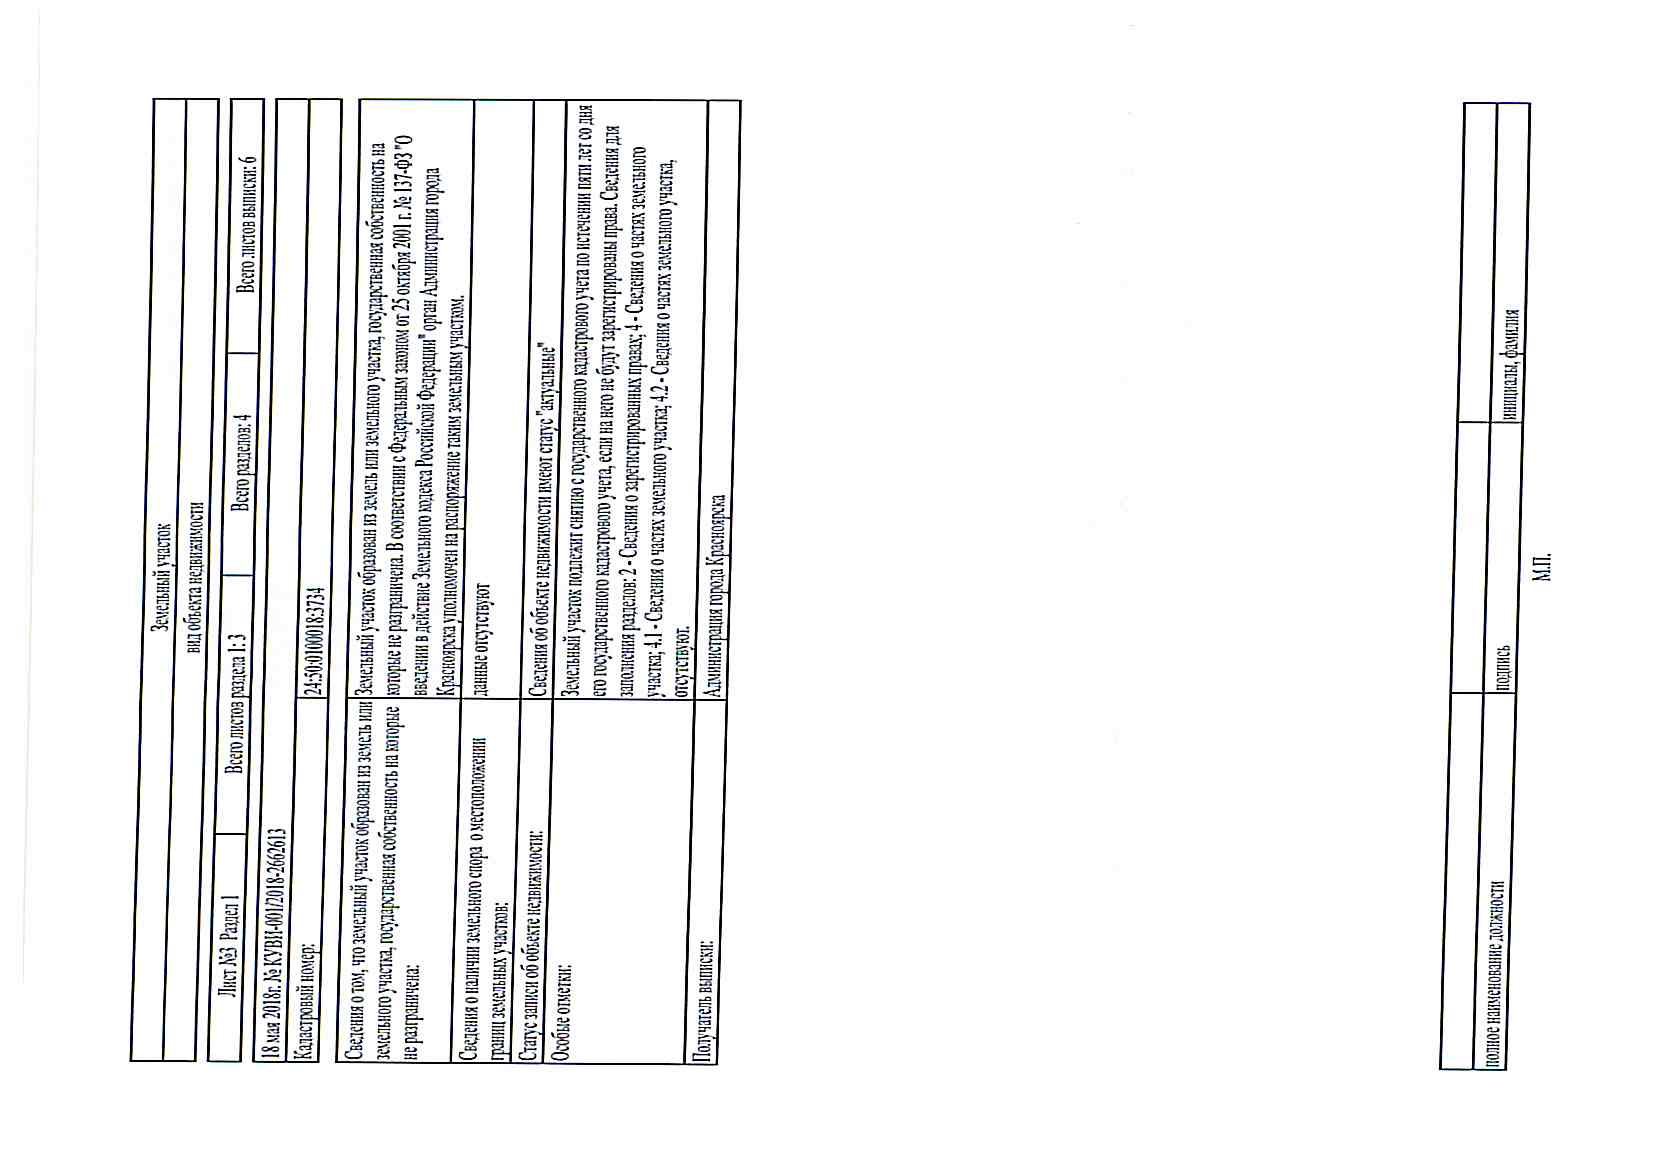 Земельный участок
вид объекта недвижимости
Лист №3 Раздел 1 Всего листов раздела 1: 3 Всего разделов: 4 Всего листов выписки: 6
18 мая 2018г. № КУВИ-001/2018-2662613
Кадастровый номер: 24:50:0100018:3734
Сведения о том, что земельный участок образован из земель или
земельного участка, государственная собственность на которые
не разграничена:
Земельный участок образован из земель или земельного участка, государственная собственность на
которые не разграничена. В соответствии с Федеральным законом от 25 октября 2001 г. № 137-ФЗ "О
введении в действие Земельного кодекса Российской Федерации" орган Администрация города
Красноярска уполномочен на распоряжение таким земельным участком.
Сведения о наличии земельного спора о местоположении
границ земельных участков:
данные отсутствуют
Статус записи об объекте недвижимости: Сведения об объекте недвижимости имеют статус "актуальные"
Особые отметки:
Земельный участок подлежит снятию с государственного кадастрового учета по истечении пяти лет со дня
его государственного кадастрового учета, если на него не будут зарегистрированы права. Сведения для
заполнения разделов: 2 - Сведения о зарегистрированных правах; 4 - Сведения о частях земельного
участка; 4.1 - Сведения о частях земельного участка; 4.2 - Сведения о частях земельного участка,
отсутствуют.
Получатель выписки: Администрация города Красноярска
полное наименование должности подпись инициалы, фамилия
М.П.